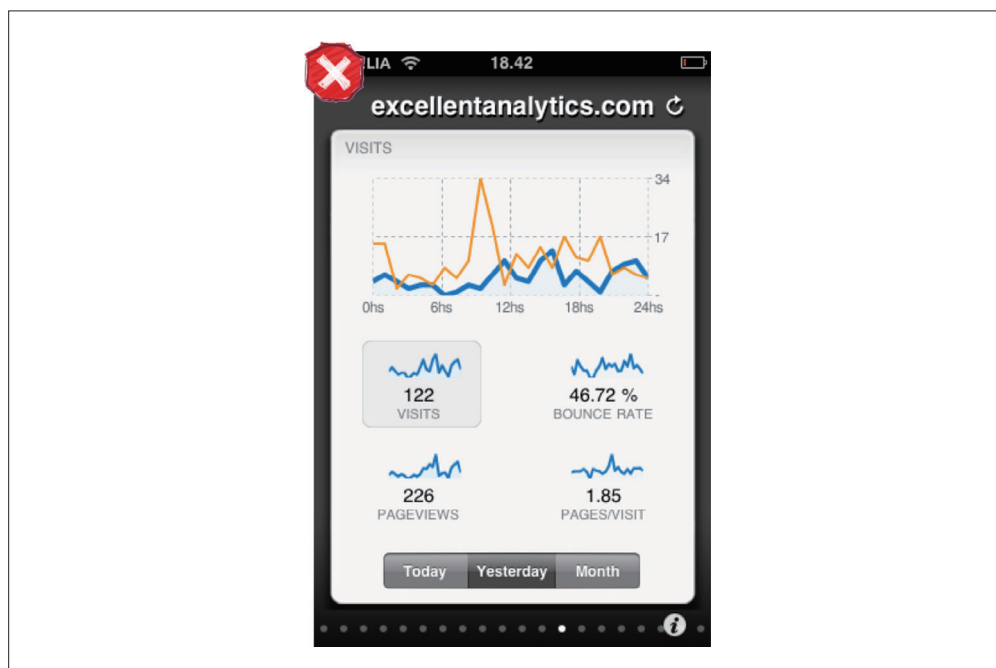 LIA 18.42
excellentanalytics.com
VISITS
34
17
-
0hs 6hs 12hs 18hs 24hs
122 46.72 %
VISITS BOUNCE RATE
226 1.85
PAGEVIEWS PAGES/VISIT
Today Yesterday Month
i